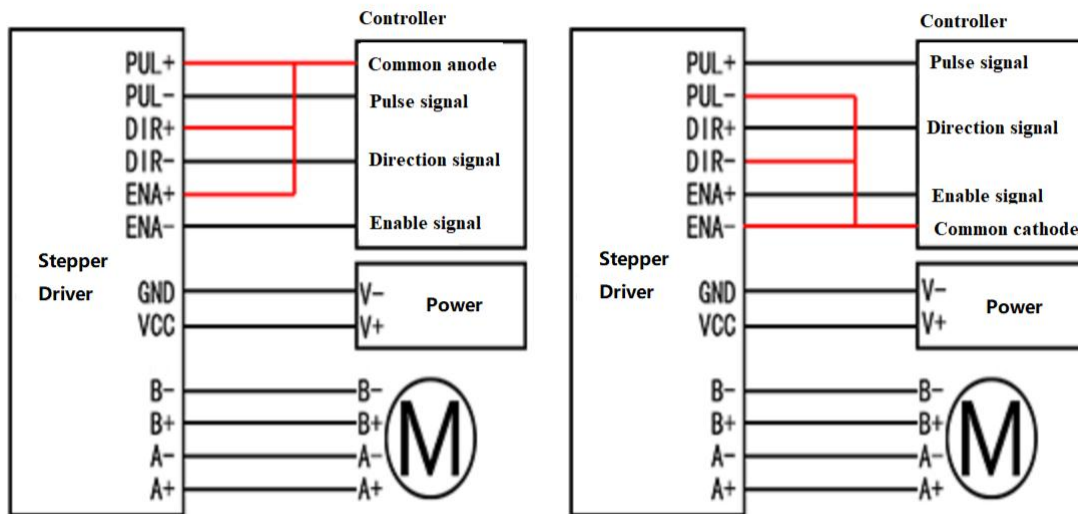 Controller
PUL+
Common anode
PUL-
Pulse signal
DIR+
DIR-
Direction signal
ENA+
ENA-
Enable signal
Stepper
Driver
GND
V-
VCC
V+
Power
B-
B-
B+
B+
A-
A-
A+
A+
M
Controller
PUL+
Pulse signal
PUL-
DIR+
Direction signal
DIR-
ENA+
Enable signal
ENA-
Common cathode
Stepper
Driver
GND
V-
VCC
V+
Power
B-
B-
B+
B+
A-
A-
A+
A+
M